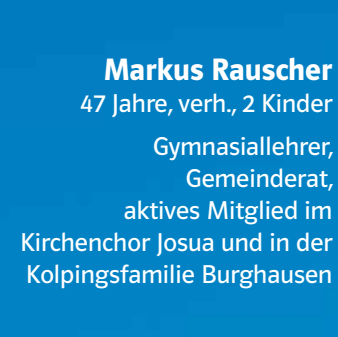 Markus Rauscher
47 Jahre, verh., 2 Kinder
Gymnasiallehrer,
Gemeinderat,
aktives Mitglied im
Kirchenchor Josua und in der
Kolpingsfamilie Burghausen